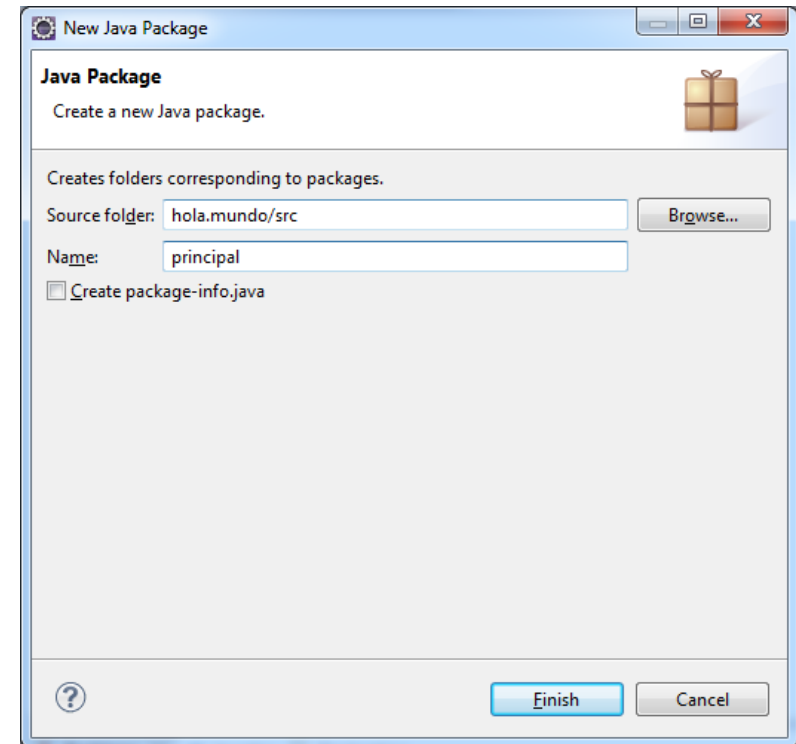 New Java Package
Java Package
Create a new Java package.
Creates folders corresponding to packages.
Source folder: hola.mundo/src Browse...
Name: principal
Create package-info.java
? Finish Cancel